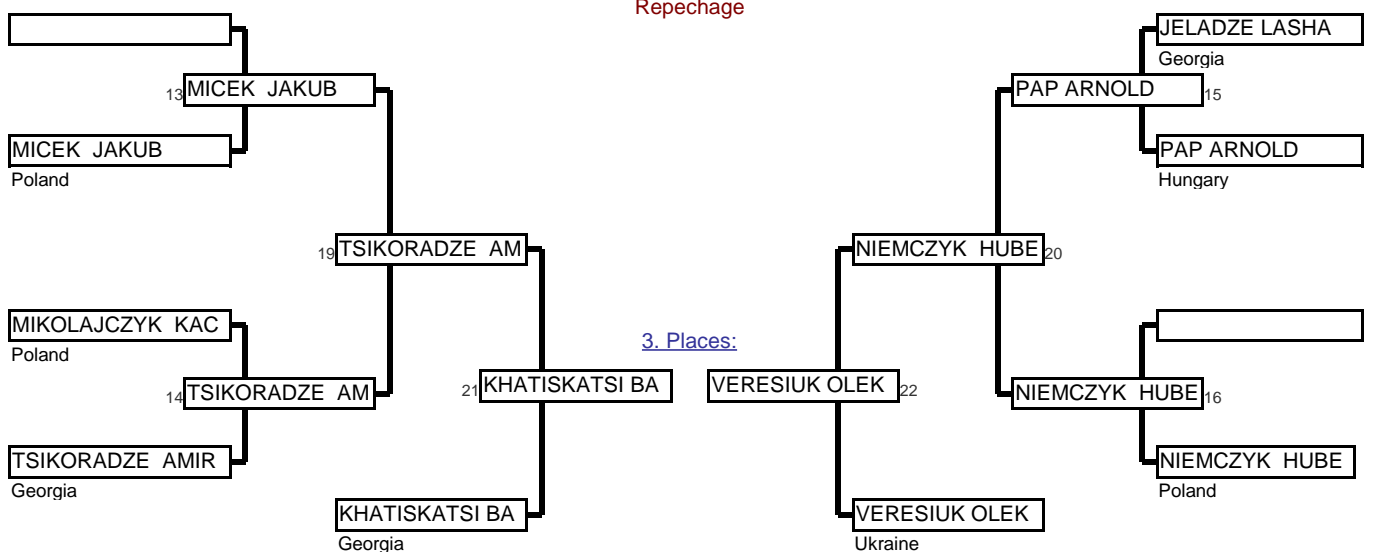 Repechage
JELADZE LASHA
Georgia
13 MICEK JAKUB
PAP ARNOLD 15
MICEK JAKUB
Poland
PAP ARNOLD
Hungary
19 TSIKORADZE AM
NIEMCZYK HUBE 20
MIKOLAJCZYK KAC
Poland
3. Places:
14 TSIKORADZE AM
21 KHATISKATSI BA
VERESIUK OLEK 22
NIEMCZYK HUBE 16
TSIKORADZE AMIR
Georgia
NIEMCZYK HUBE
Poland
KHATISKATSI BA
Georgia
VERESIUK OLEK
Ukraine